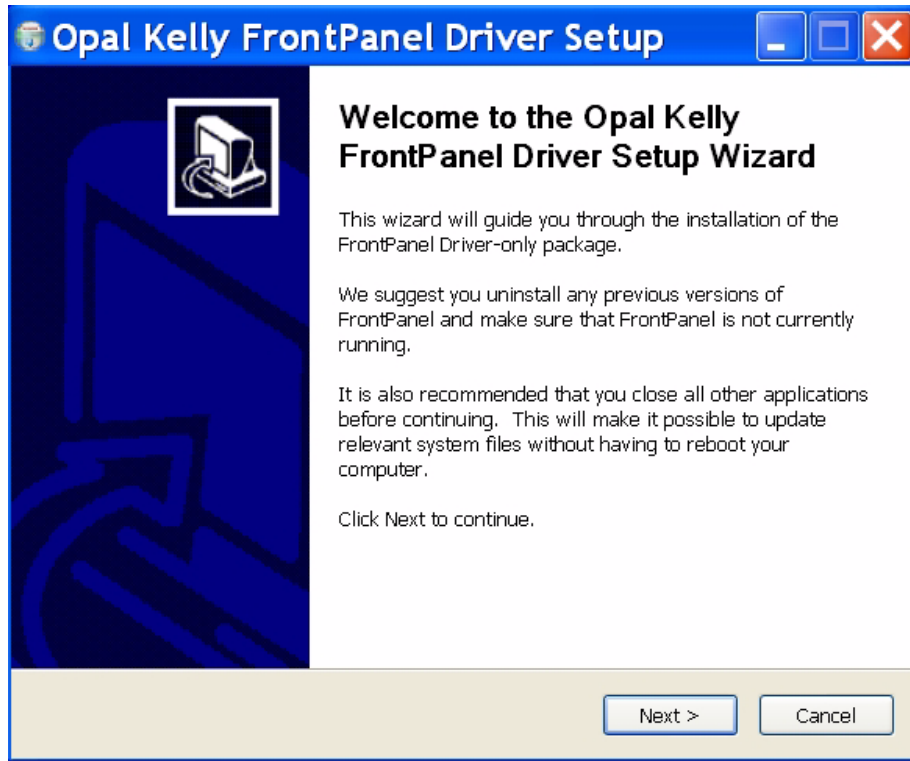 Opal Kelly FrontPanel Driver Setup
Welcome to the Opal Kelly
FrontPanel Driver Setup Wizard
This wizard will guide you through the installation of the
FrontPanel Driver-only package.
We suggest you uninstall any previous versions of
FrontPanel and make sure that FrontPanel is not currently
running.
It is also recommended that you close all other applications
before continuing.  This will make it possible to update
relevant system files without having to reboot your
computer.
Click Next to continue.
Next >
Cancel